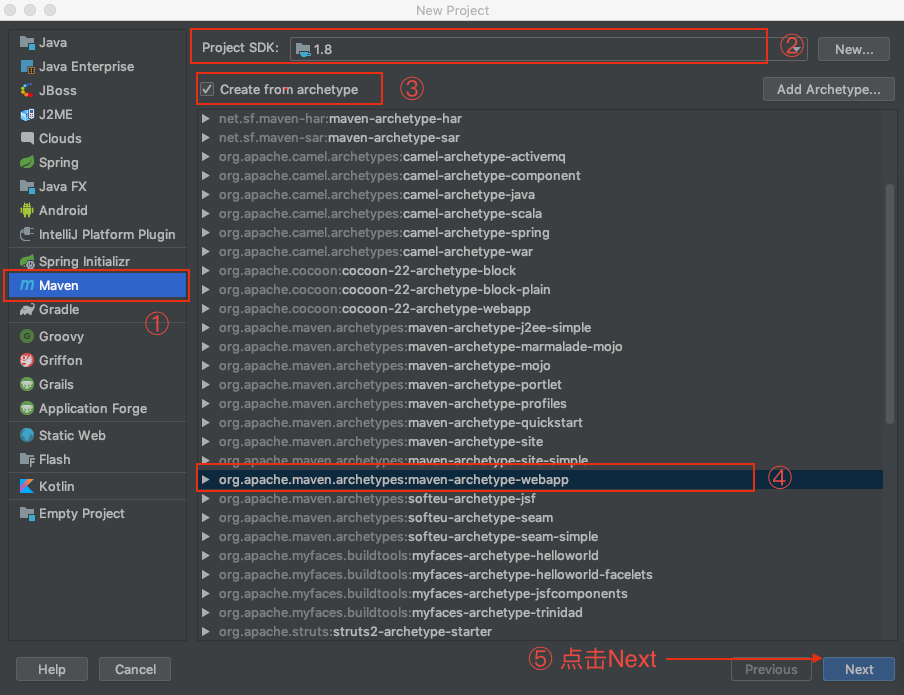 New Project
Java
Java Enterprise
JBoss
J2ME
Clouds
Spring
Java FX
Android
IntelliJ Platform Plugin
Spring Initializr
Maven
①
Gradle
Groovy
Griffon
Grails
Application Forge
Static Web
Flash
Kotlin
Empty Project
Project SDK: 1.8 ② New...
Create from archetype ③ Add Archetype...
net.sf.maven-har:maven-archetype-har
net.sf.maven-sar:maven-archetype-sar
org.apache.camel.archetypes:camel-archetype-activemq
org.apache.camel.archetypes:camel-archetype-component
org.apache.camel.archetypes:camel-archetype-java
org.apache.camel.archetypes:camel-archetype-scala
org.apache.camel.archetypes:camel-archetype-spring
org.apache.camel.archetypes:camel-archetype-war
org.apache.cocoon:cocoon-22-archetype-block
org.apache.cocoon:cocoon-22-archetype-block-plain
org.apache.cocoon:cocoon-22-archetype-webapp
org.apache.maven.archetypes:maven-archetype-j2ee-simple
org.apache.maven.archetypes:maven-archetype-marmalade-mojo
org.apache.maven.archetypes:maven-archetype-mojo
org.apache.maven.archetypes:maven-archetype-portlet
org.apache.maven.archetypes:maven-archetype-profiles
org.apache.maven.archetypes:maven-archetype-quickstart
org.apache.maven.archetypes:maven-archetype-site
org.apache.maven.archetypes:maven-archetype-site-simple
org.apache.maven.archetypes:maven-archetype-webapp ④
org.apache.maven.archetypes:softeu-archetype-jsf
org.apache.maven.archetypes:softeu-archetype-seam
org.apache.maven.archetypes:softeu-archetype-seam-simple
org.apache.myfaces.buildtools:myfaces-archetype-helloworld
org.apache.myfaces.buildtools:myfaces-archetype-helloworld-facelets
org.apache.myfaces.buildtools:myfaces-archetype-jsfcomponents
org.apache.myfaces.buildtools:myfaces-archetype-trinidad
org.apache.struts:struts2-archetype-starter
⑤ 点击Next
Help Cancel Previous Next